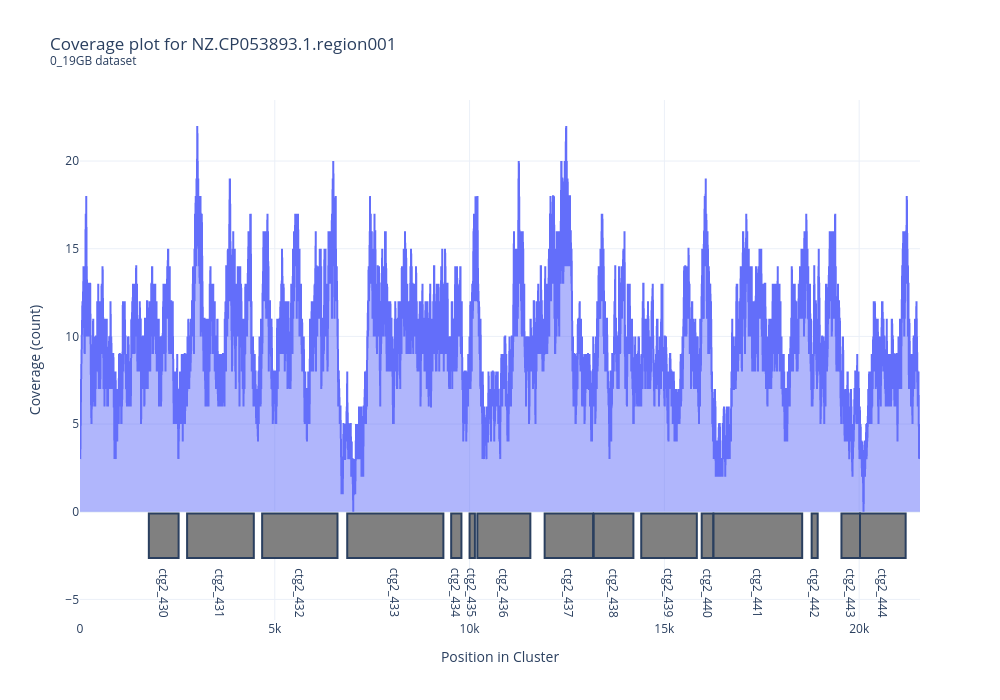 Coverage plot for NZ.CP053893.1.region001
0_19GB dataset
Coverage (count)
20
15
10
5
0
−5
ctg2_430
ctg2_431
ctg2_432
ctg2_433
ctg2_434
ctg2_435
ctg2_436
ctg2_437
ctg2_438
ctg2_439
ctg2_440
ctg2_441
ctg2_442
ctg2_443
ctg2_444
0
5k
10k
15k
20k
Position in Cluster